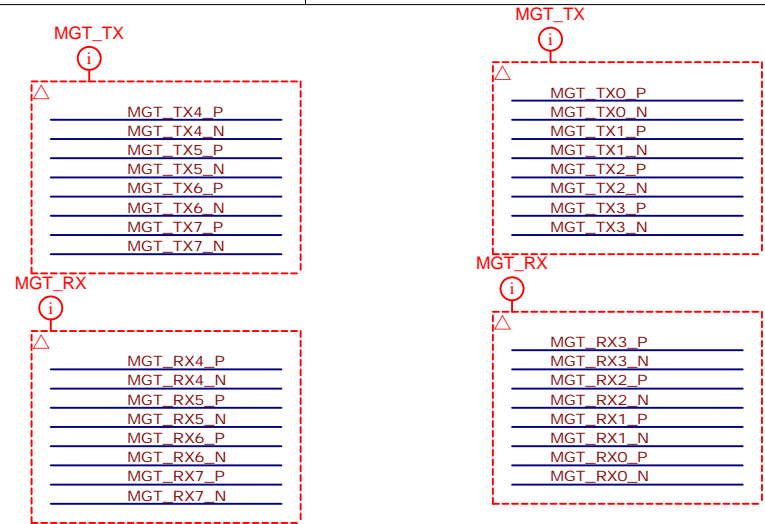 MGT_TX
i
MGT_TX4_P
MGT_TX4_N
MGT_TX5_P
MGT_TX5_N
MGT_TX6_P
MGT_TX6_N
MGT_TX7_P
MGT_TX7_N
MGT_RX
i
MGT_RX4_P
MGT_RX4_N
MGT_RX5_P
MGT_RX5_N
MGT_RX6_P
MGT_RX6_N
MGT_RX7_P
MGT_RX7_N
MGT_TX
i
MGT_TX0_P
MGT_TX0_N
MGT_TX1_P
MGT_TX1_N
MGT_TX2_P
MGT_TX2_N
MGT_TX3_P
MGT_TX3_N
MGT_RX
i
MGT_RX3_P
MGT_RX3_N
MGT_RX2_P
MGT_RX2_N
MGT_RX1_P
MGT_RX1_N
MGT_RX0_P
MGT_RX0_N